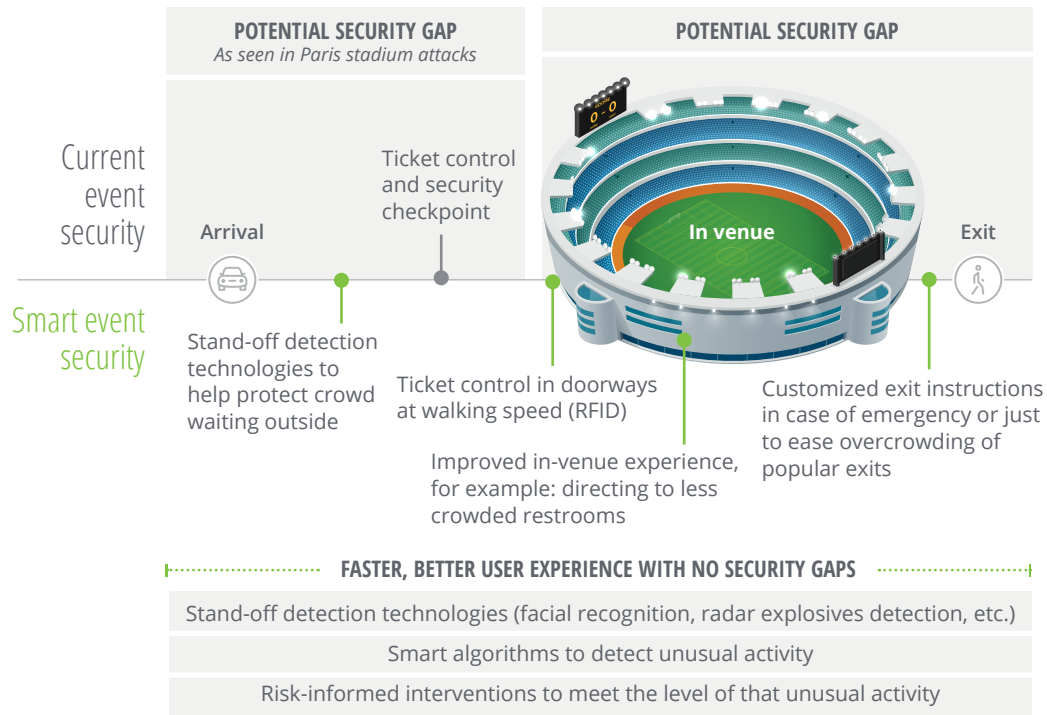 POTENTIAL SECURITY GAP
As seen in Paris stadium attacks
POTENTIAL SECURITY GAP
SCORE
0 - 0
Current
event
security
Ticket control
and security
checkpoint
Arrival
In venue
Exit
Smart event
security
Stand-off detection
technologies to
help protect crowd
waiting outside
Ticket control in doorways
at walking speed (RFID)
Improved in-venue experience,
for example: directing to less
crowded restrooms
Customized exit instructions
in case of emergency or just
to ease overcrowding of
popular exits
FASTER, BETTER USER EXPERIENCE WITH NO SECURITY GAPS
Stand-off detection technologies (facial recognition, radar explosives detection, etc.)
Smart algorithms to detect unusual activity
Risk-informed interventions to meet the level of that unusual activity